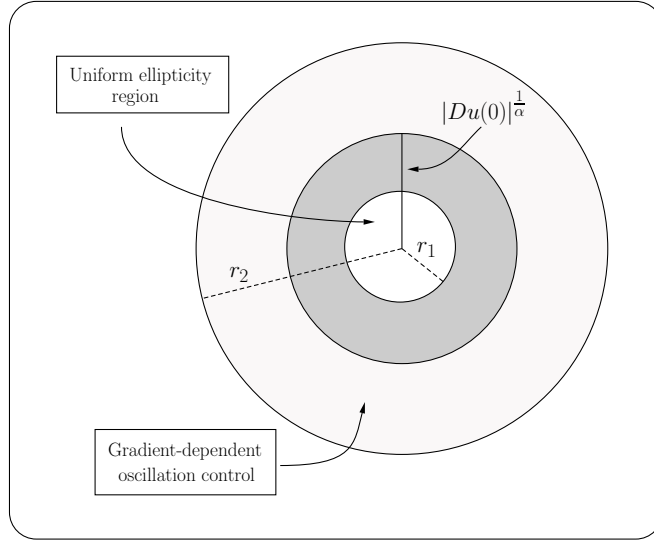 Uniform ellipticity
region
|Du(0)|^{\frac{1}{\alpha}}
r_1
r_2
Gradient-dependent
oscillation control